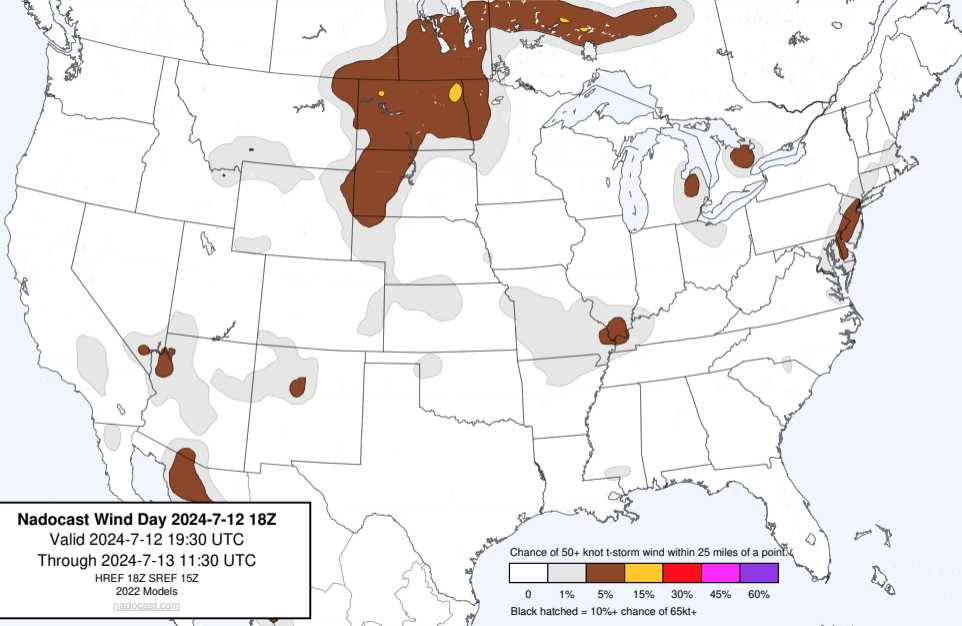 Nadocast Wind Day 2024-7-12 18Z
Valid 2024-7-12 19:30 UTC
Through 2024-7-13 11:30 UTC
HREF 18Z SREF 15Z
2022 Models
nadocast.com
Chance of 50+ knot t-storm wind within 25 miles of a point.
0 1% 5% 15% 30% 45% 60%
Black hatched = 10%+ chance of 65kt+